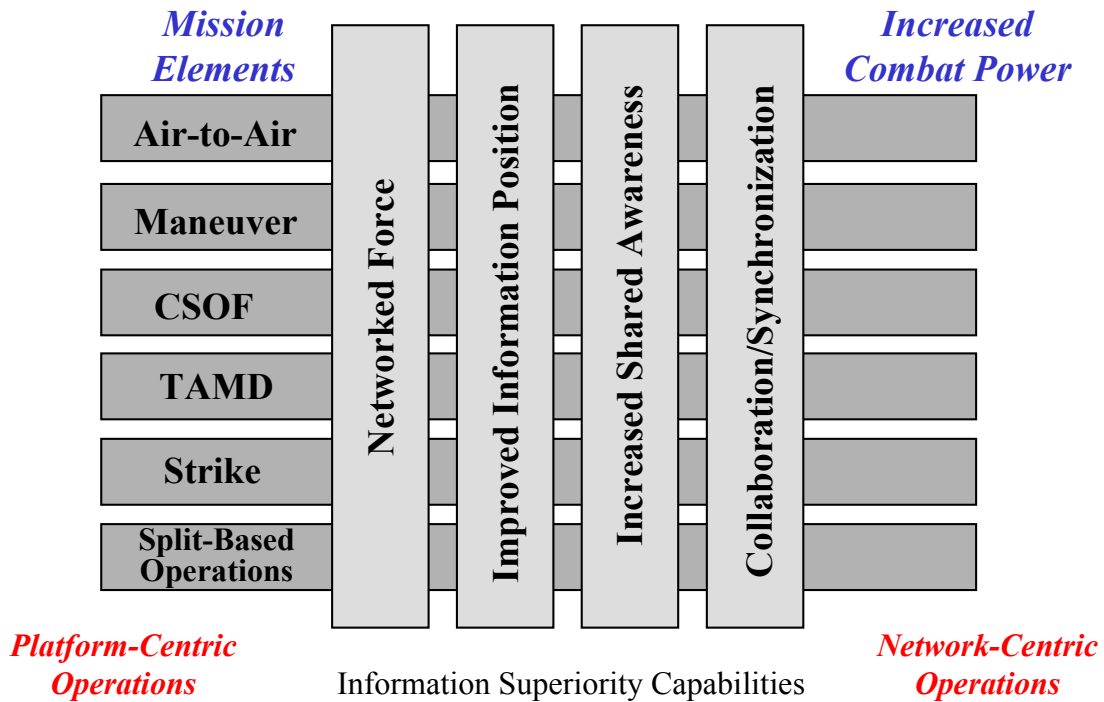 Mission
Elements
Increased
Combat Power
Air-to-Air
Maneuver
CSOF
TAMD
Strike
Split-Based
Operations
Networked Force
Improved Information Position
Increased Shared Awareness
Collaboration/Synchronization
Platform-Centric
Operations
Information Superiority Capabilities
Network-Centric
Operations